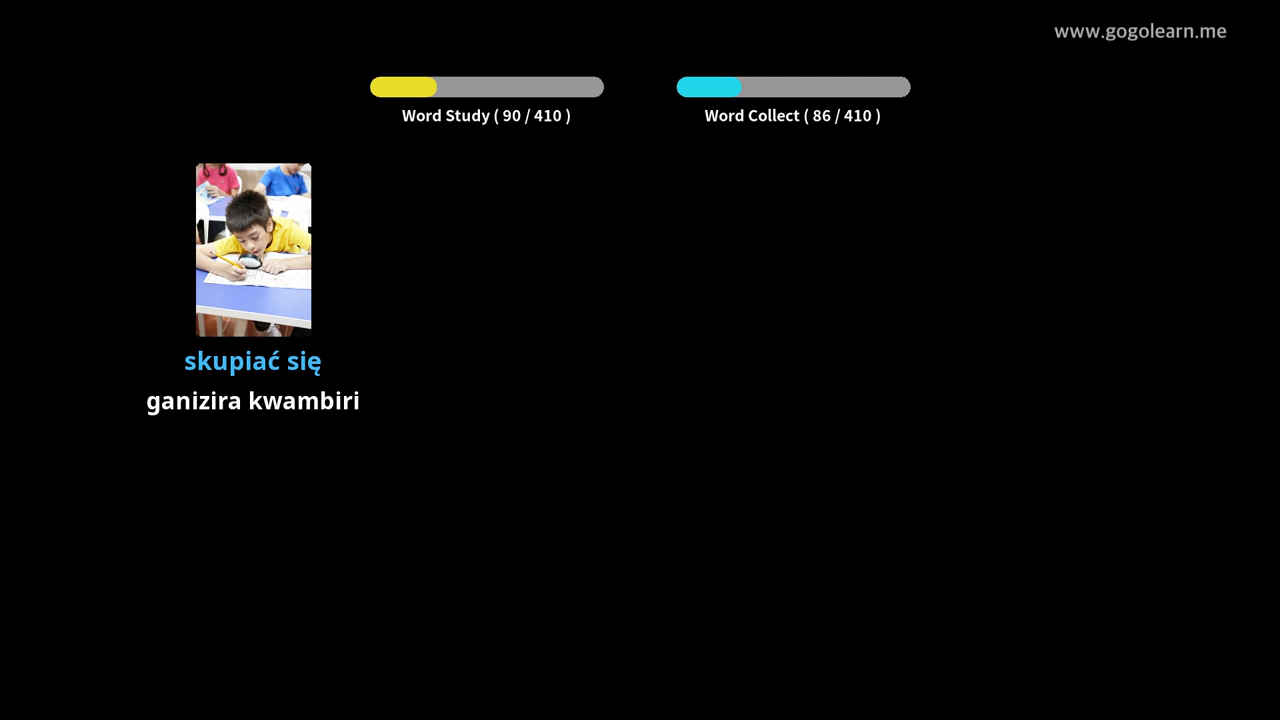 www.gogolearn.me
Word Study ( 90 / 410 )
Word Collect ( 86 / 410 )
skupiać się
ganizira kwambiri